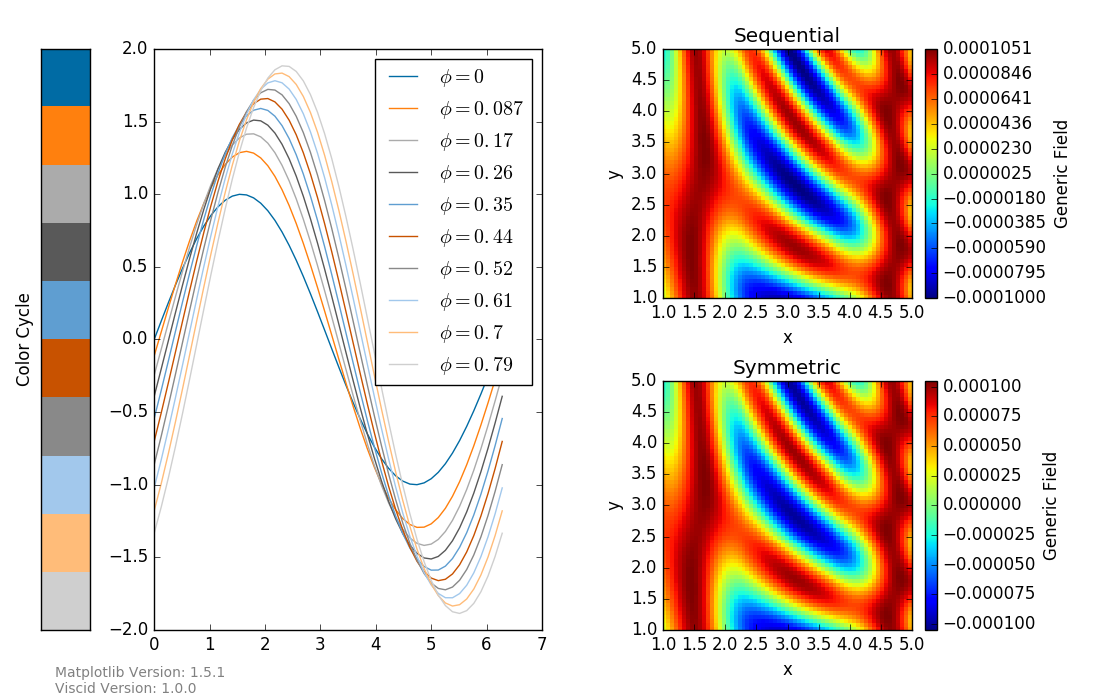 Color Cycle
2.0
1.5
1.0
0.5
0.0
−0.5
−1.0
−1.5
−2.0
0 1 2 3 4 5 6 7
ϕ = 0
ϕ = 0.087
ϕ = 0.17
ϕ = 0.26
ϕ = 0.35
ϕ = 0.44
ϕ = 0.52
ϕ = 0.61
ϕ = 0.7
ϕ = 0.79
Sequential
y
5.0
4.5
4.0
3.5
3.0
2.5
2.0
1.5
1.0
1.0 1.5 2.0 2.5 3.0 3.5 4.0 4.5 5.0
x
0.0001051
0.0000846
0.0000641
0.0000436
0.0000230
0.0000025
−0.0000180
−0.0000385
−0.0000590
−0.0000795
−0.0001000
Generic Field
Symmetric
y
5.0
4.5
4.0
3.5
3.0
2.5
2.0
1.5
1.0
1.0 1.5 2.0 2.5 3.0 3.5 4.0 4.5 5.0
x
0.000100
0.000075
0.000050
0.000025
0.000000
−0.000025
−0.000050
−0.000075
−0.000100
Generic Field
Matplotlib Version: 1.5.1
Viscid Version: 1.0.0